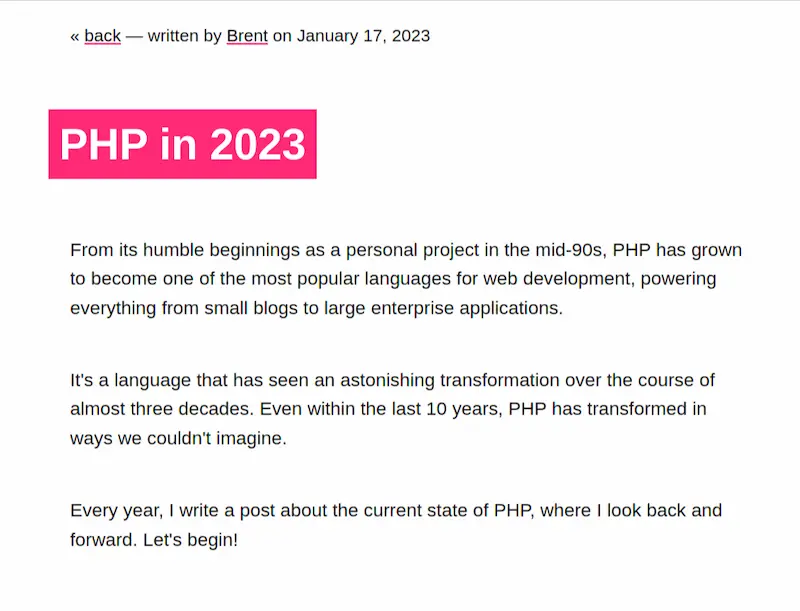 « back — written by Brent on January 17, 2023
PHP in 2023
From its humble beginnings as a personal project in the mid-90s, PHP has grown
to become one of the most popular languages for web development, powering
everything from small blogs to large enterprise applications.
It's a language that has seen an astonishing transformation over the course of
almost three decades. Even within the last 10 years, PHP has transformed in
ways we couldn't imagine.
Every year, I write a post about the current state of PHP, where I look back and
forward. Let's begin!